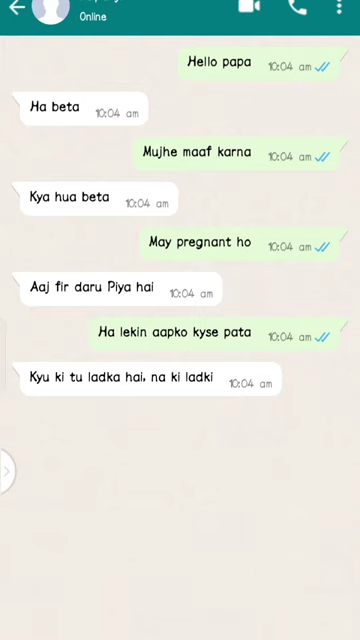 Online
Hello papa 10:04 am
Ha beta 10:04 am
Mujhe maaf karna 10:04 am
Kya hua beta 10:04 am
May pregnant ho 10:04 am
Aaj fir daru Piya hai 10:04 am
Ha lekin aapko kyse pata 10:04 am
Kyu ki tu ladka hai, na ki ladki 10:04 am